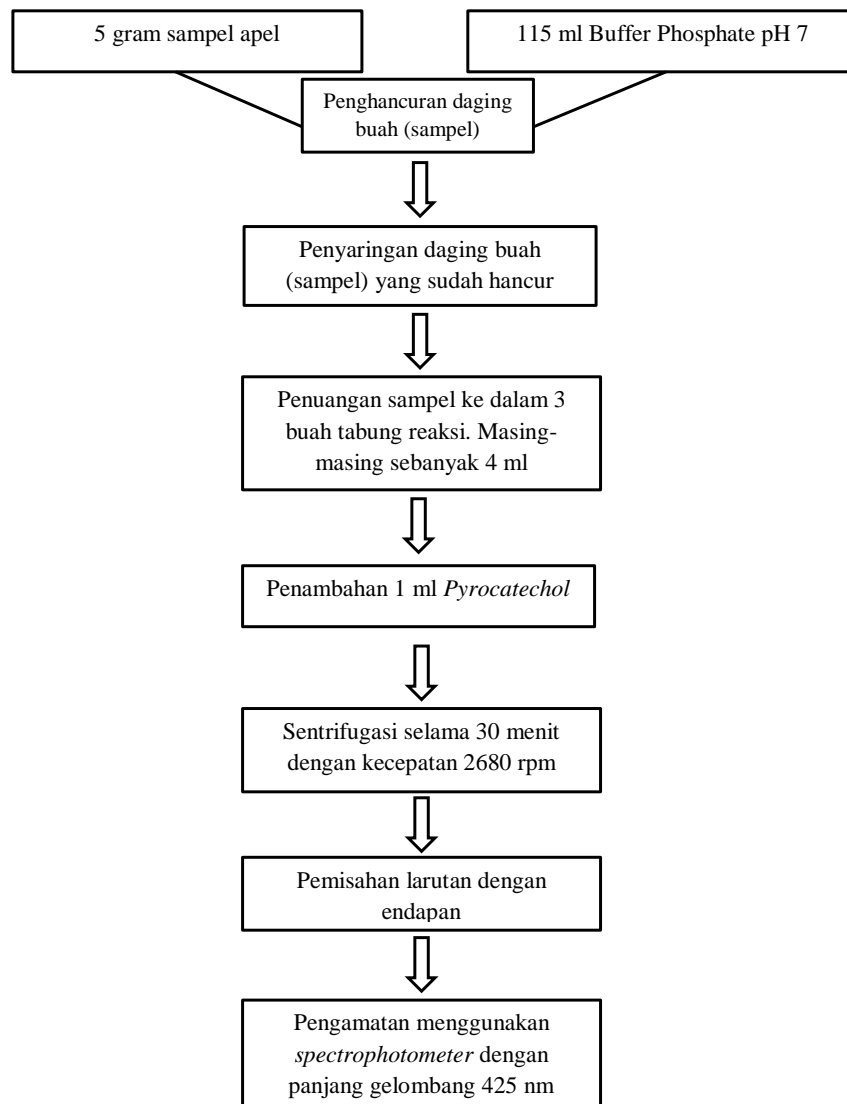 5 gram sampel apel
115 ml Buffer Phosphate pH 7
Penghancuran daging
buah (sampel)
Penyaringan daging buah
(sampel) yang sudah hancur
Penuangan sampel ke dalam 3
buah tabung reaksi. Masing-
masing sebanyak 4 ml
Penambahan 1 ml Pyrocatechol
Sentrifugasi selama 30 menit
dengan kecepatan 2680 rpm
Pemisahan larutan dengan
endapan
Pengamatan menggunakan
spectrophotometer dengan
panjang gelombang 425 nm